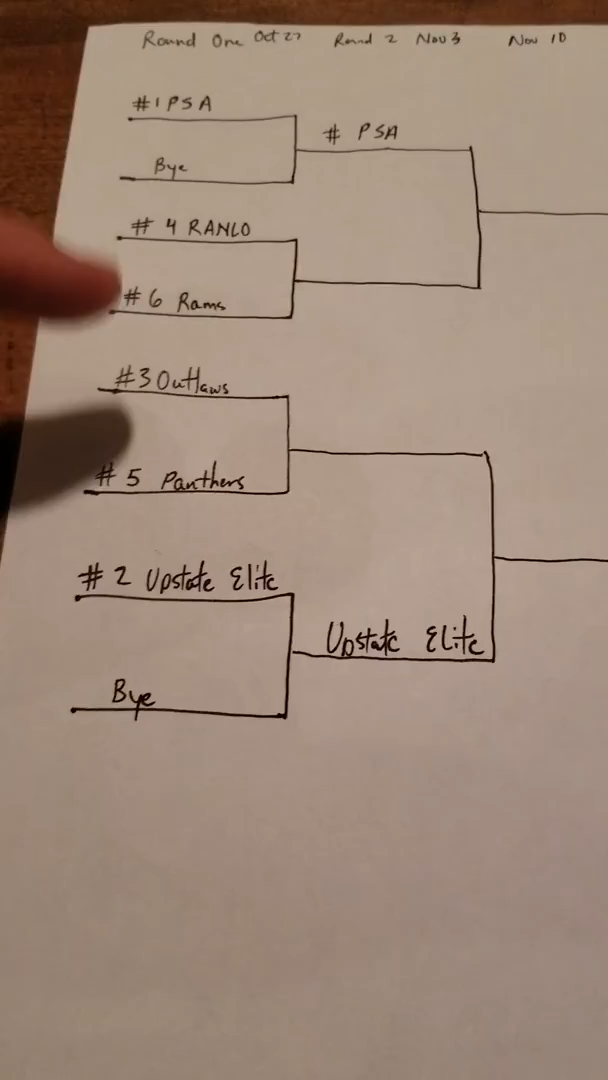 Round One Oct 27 Round 2 Nov 3 Nov 10
#1 PSA
# PSA
Bye
# 4 RANLO
#6 Rams
#3 Outlaws
# 5 Panthers
# 2 Upstate Elite
Upstate Elite
Bye